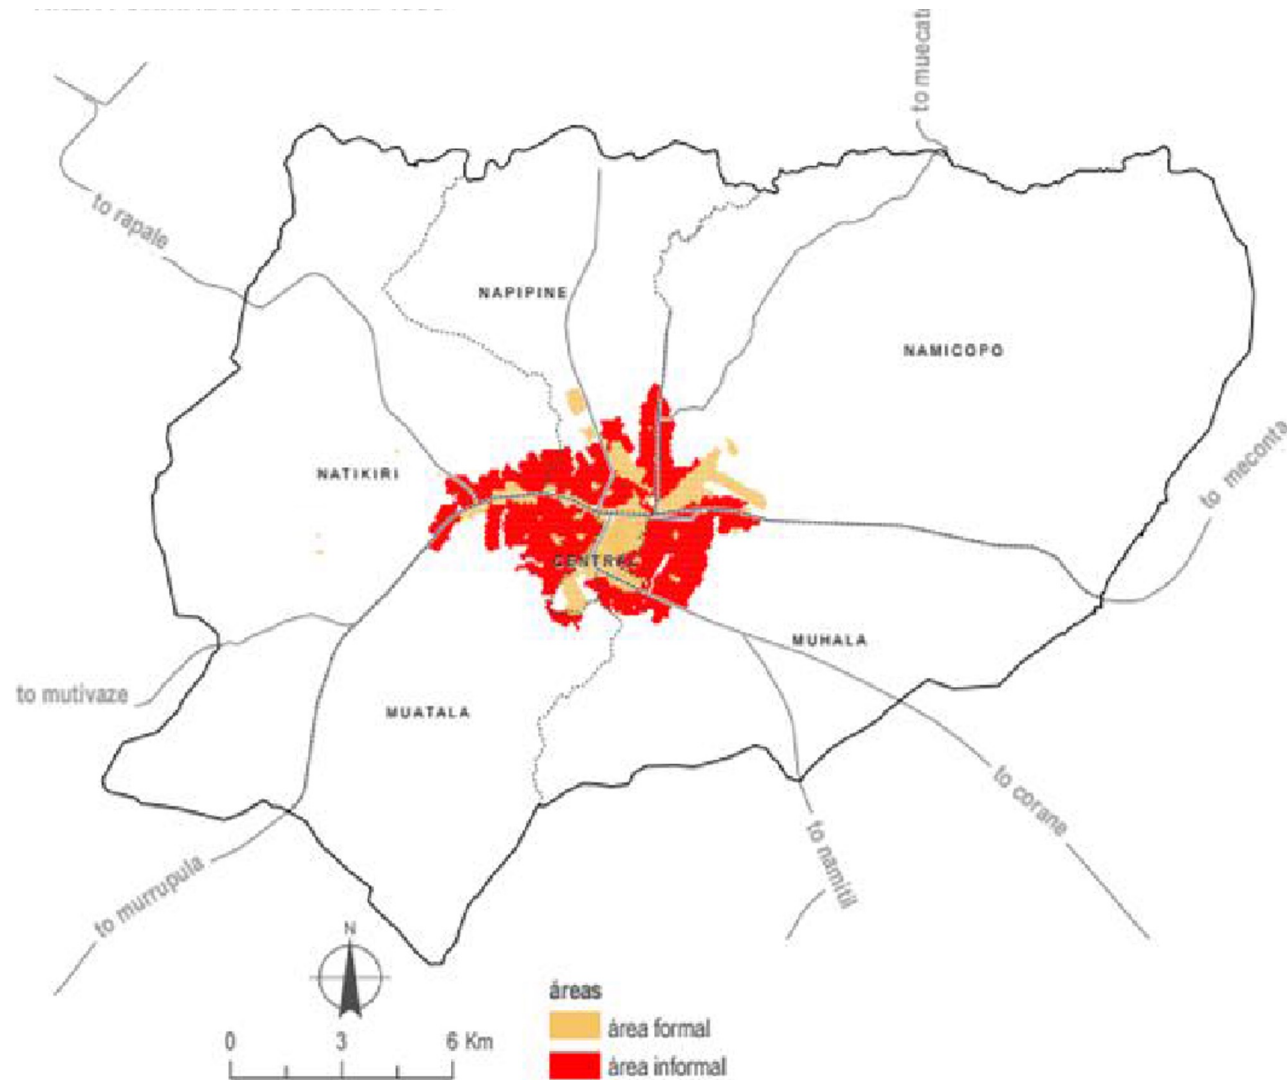 to muecat
to rapale
NAPIPINE
NAMICOPO
NATIKIRI
to meconta
CENTRAL
MUHALA
to mutivaze
MUATALA
to corane
to namitil
to murrupula
N
áreas
área formal
0 3 6 Km
área informal